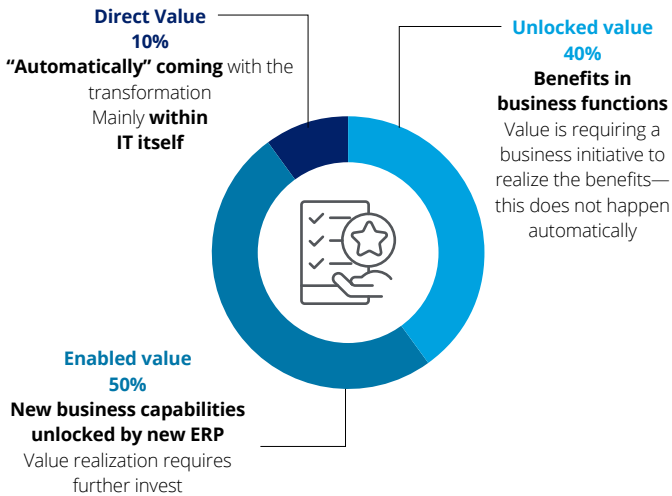 Direct Value
10%
“Automatically” coming with the
transformation
Mainly within
IT itself
Unlocked value
40%
Benefits in
business functions
Value is requiring a
business initiative to
realize the benefits—
this does not happen
automatically
Enabled value
50%
New business capabilities
unlocked by new ERP
Value realization requires
further invest